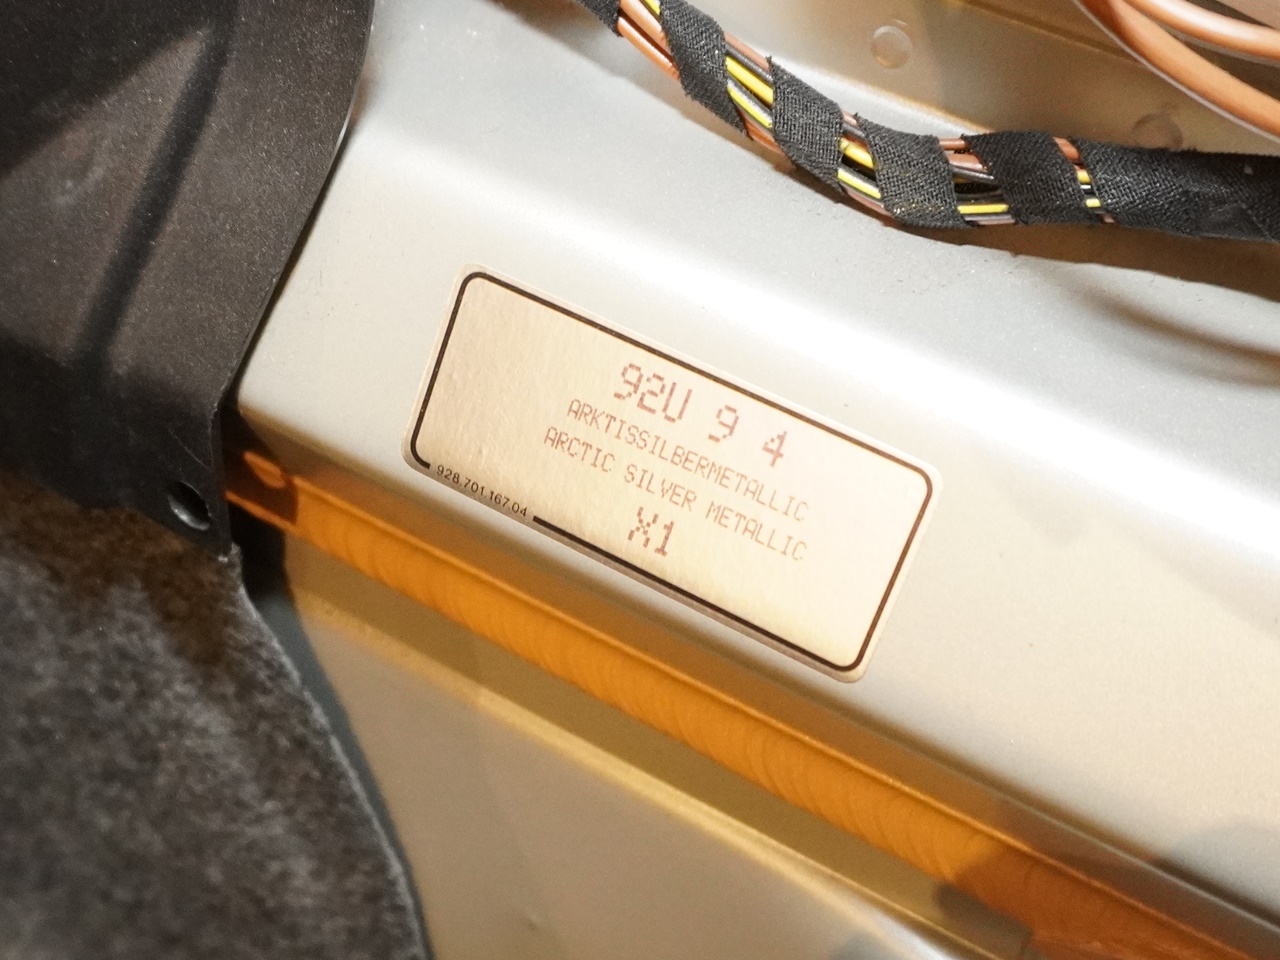 92U 9 4
ARKTISSILBERMETALLIC
ARCTIC SILVER METALLIC
X1
928.701.167.04